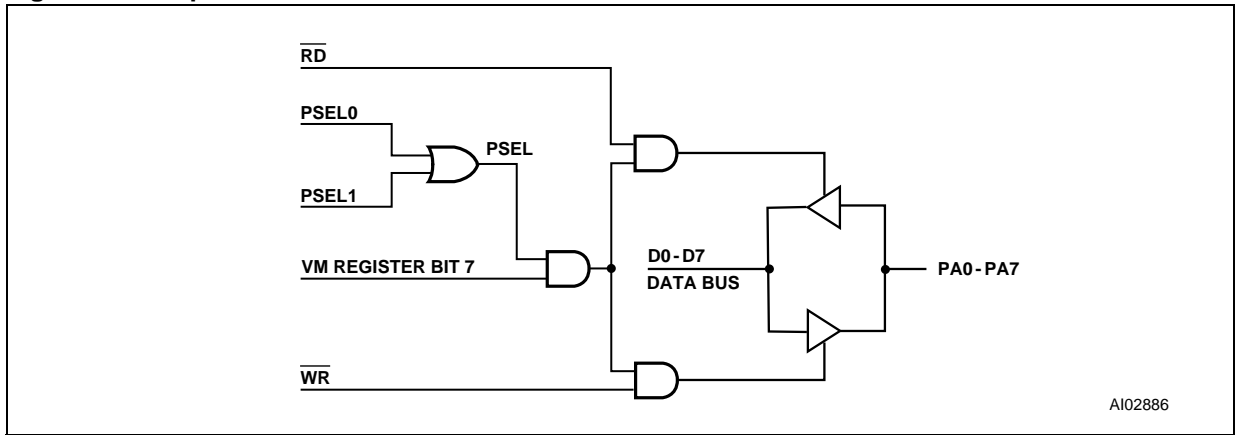 RD
PSEL0
PSEL
PSEL1
VM REGISTER BIT 7
D0-D7
DATA BUS
PA0-PA7
WR
AI02886